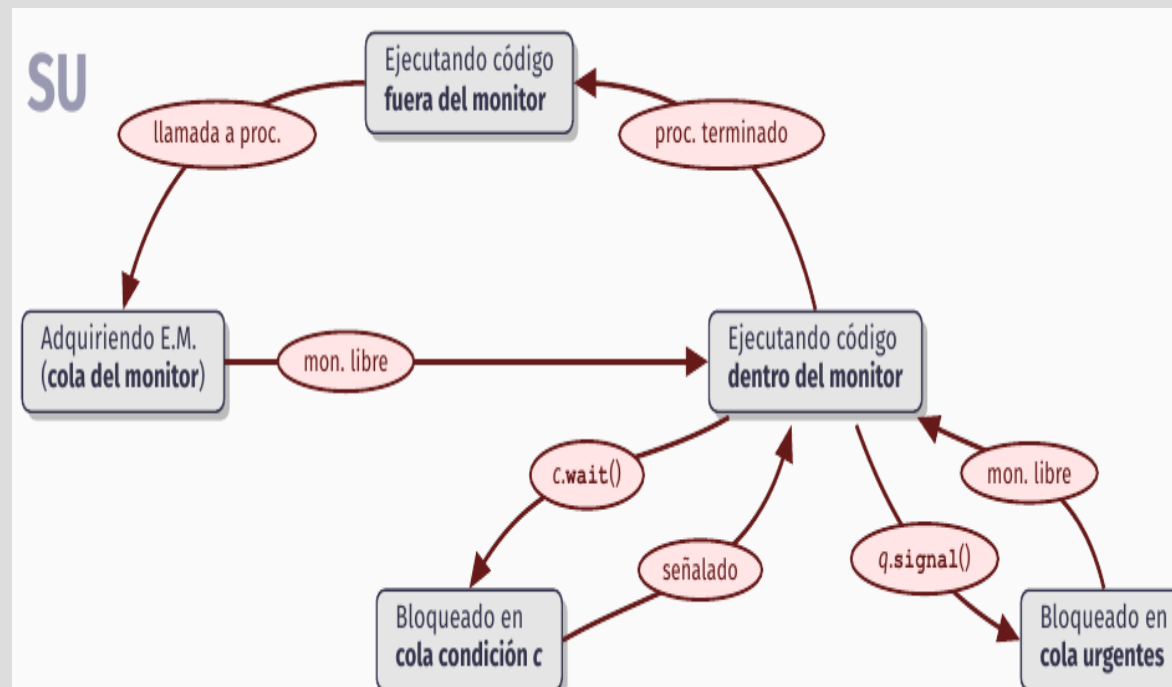 SU
Ejecutando código
fuera del monitor
llamada a proc.
proc. terminado
Adquiriendo E.M.
(cola del monitor)
mon. libre
Ejecutando código
dentro del monitor
c.wait()
mon. libre
señalado
q.signal()
Bloqueado en
cola condición c
Bloqueado en
cola urgentes